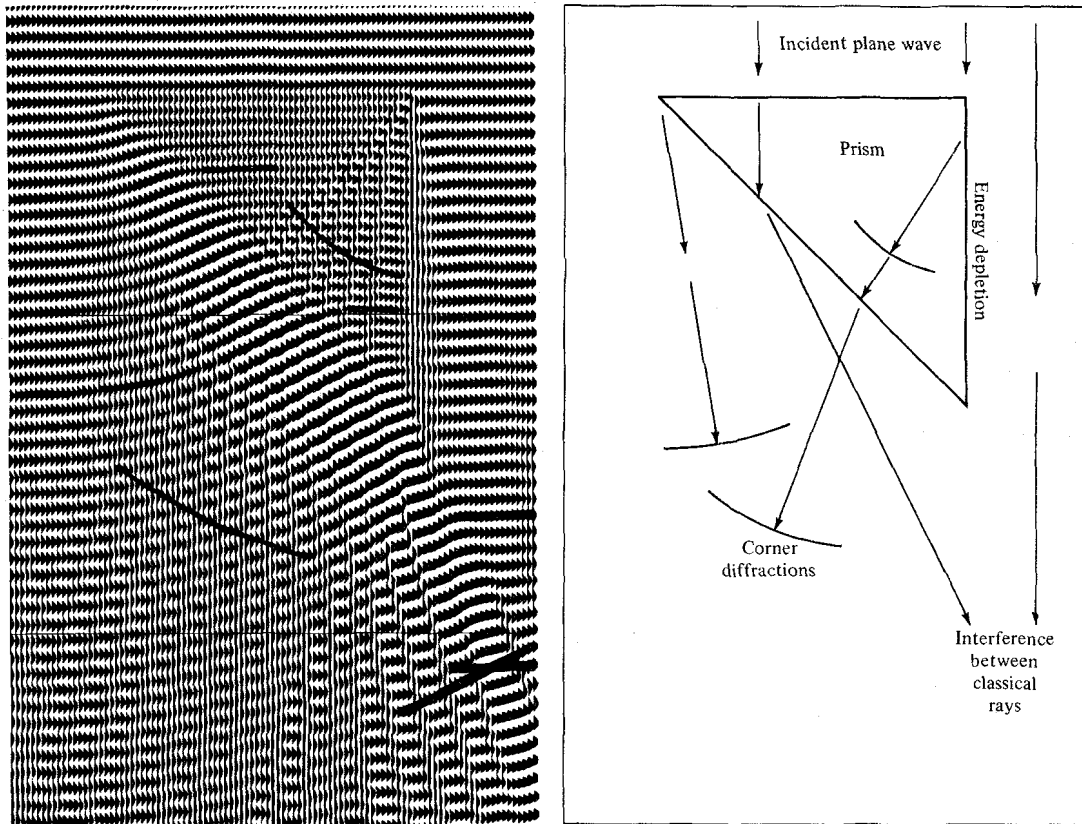 Incident plane wave
Prism
Energy depletion
Corner
diffractions
Interference
between
classical
rays